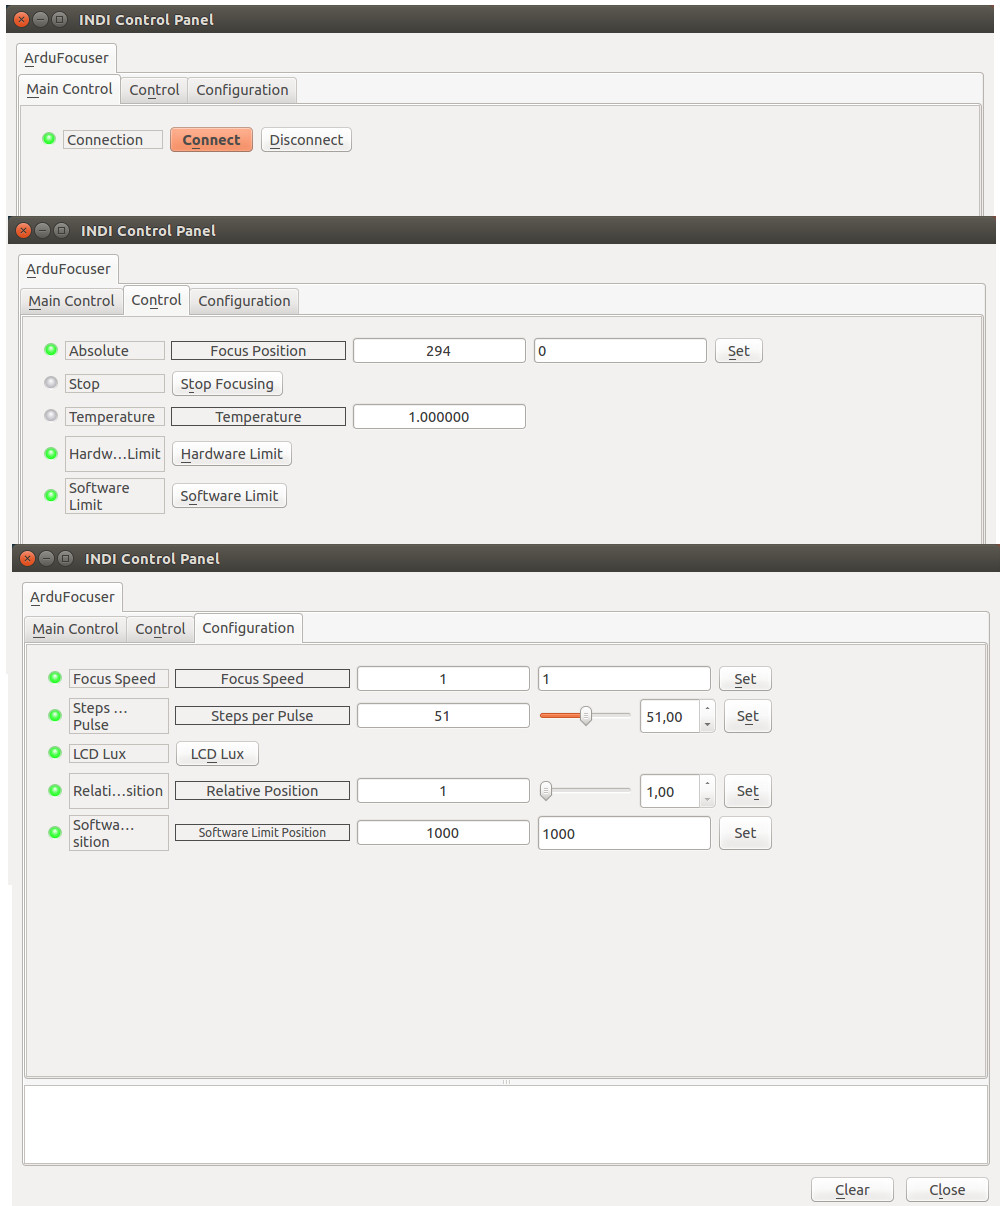 INDI Control Panel
ArduFocuser
Main Control Control Configuration
Connection Connect Disconnect
INDI Control Panel
ArduFocuser
Main Control Control Configuration
Absolute Focus Position 294 0 Set
Stop Stop Focusing
Temperature Temperature 1.000000
Hardw...Limit Hardware Limit
Software
Limit
Software Limit
INDI Control Panel
ArduFocuser
Main Control Control Configuration
Focus Speed Focus Speed 1 1 Set
Steps ...
Pulse
Steps per Pulse 51 51,00 Set
LCD Lux LCD Lux
Relati...sition Relative Position 1 1,00 Set
Softwa...
sition
Software Limit Position 1000 1000 Set
Clear Close